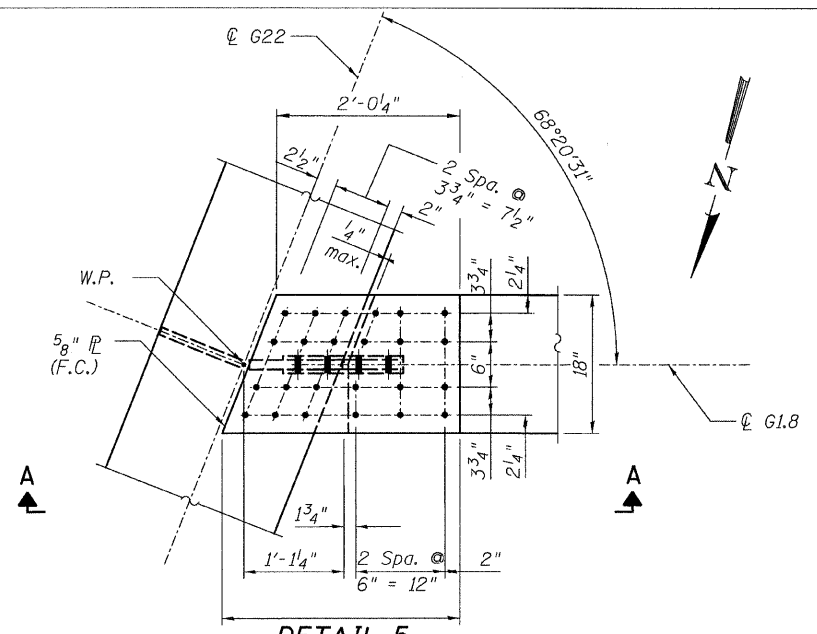 ℄ G22
2'-0¼"
68°20'31"
2½"
2 Spa. @
3¾" = 7½"
2"
¼"
max.
N
W.P.
⅝" ℙL
(F.C.)
3¾"
2¼"
6"
18"
3¾"
2¼"
℄ G1.8
A
A
1¾"
1'-1¼"
2 Spa. @
6" = 12"
2"
DETAIL 5